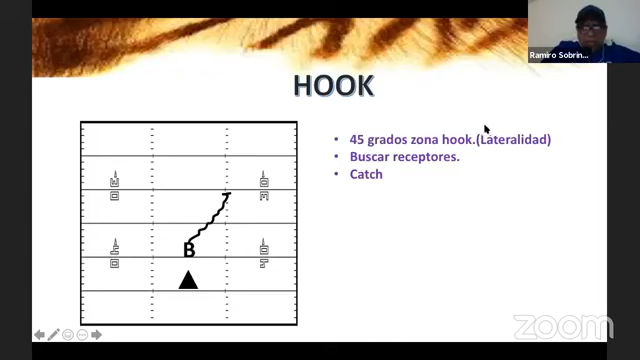 Ramiro Sobrin...
HOOK
• 45 grados zona hook.(Lateralidad)
• Buscar receptores.
• Catch
B
zoom